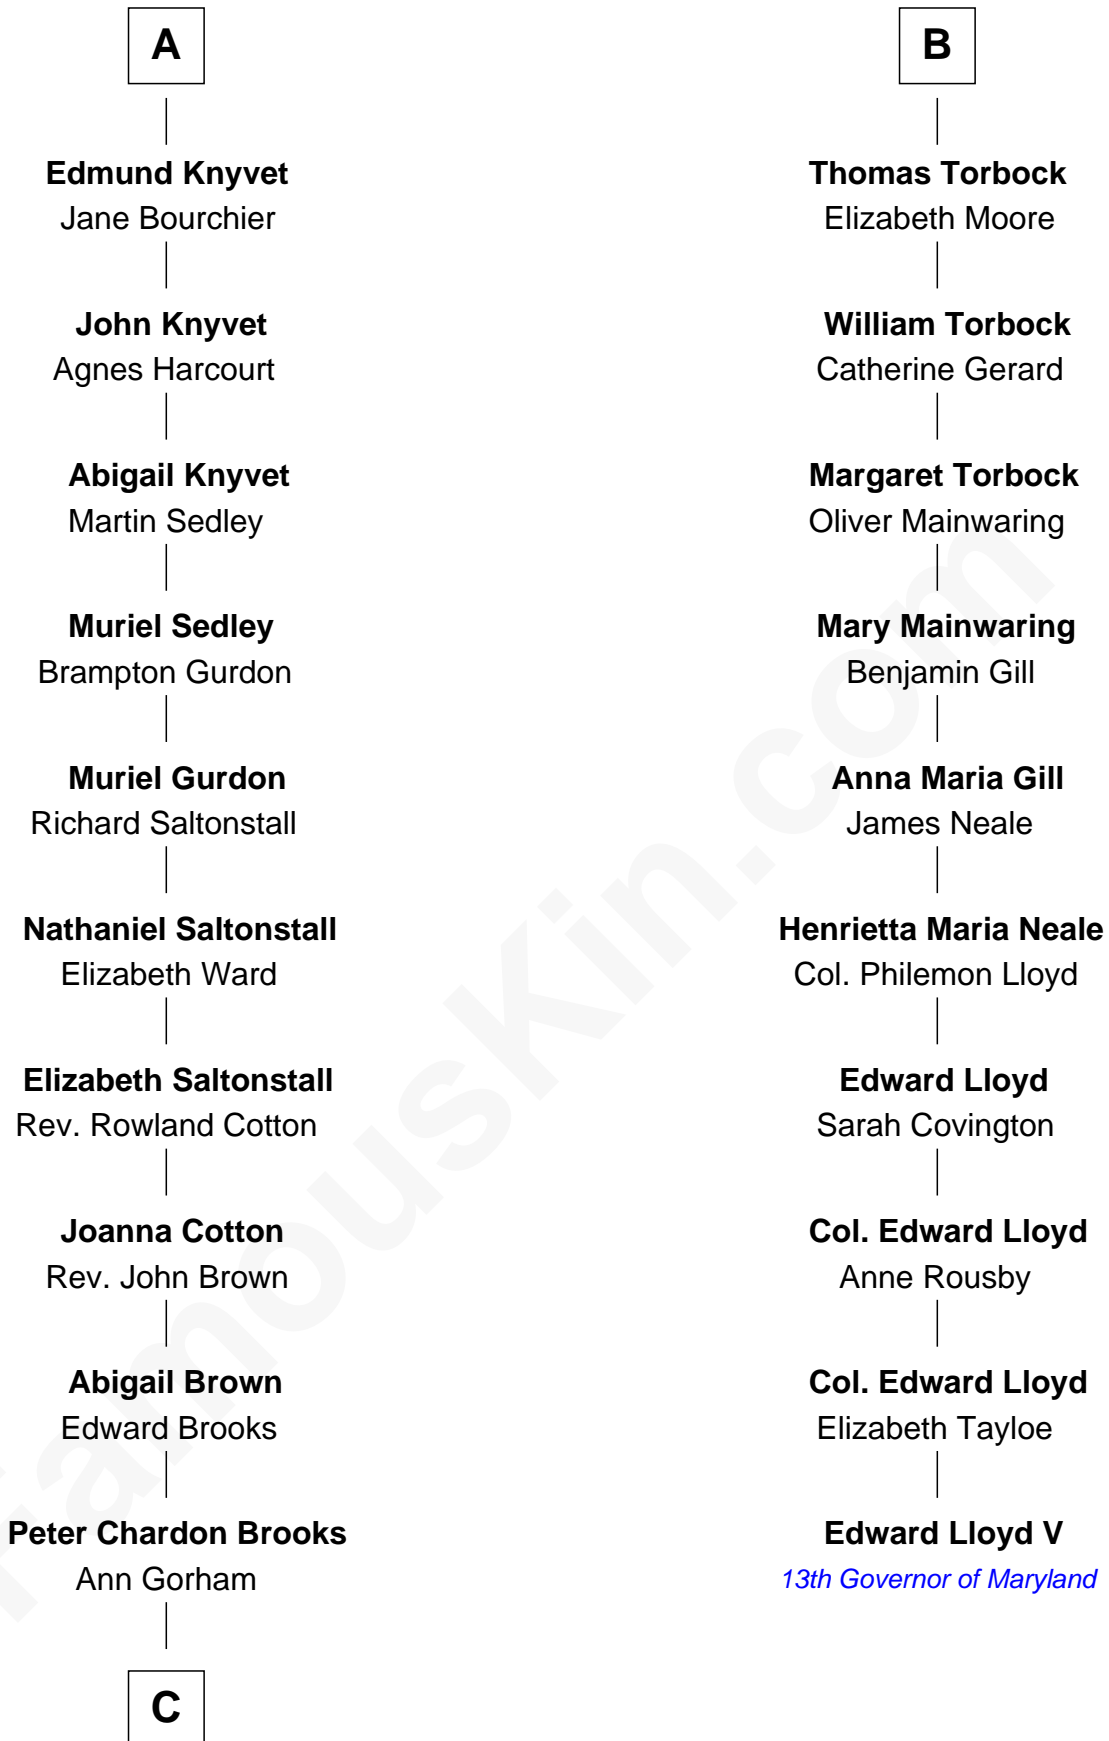 A
Edmund Knyvet
Jane Bourchier
John Knyvet
Agnes Harcourt
Abigail Knyvet
Martin Sedley
Muriel Sedley
Brampton Gurdon
Muriel Gurdon
Richard Saltonstall
Nathaniel Saltonstall
Elizabeth Ward
Elizabeth Saltonstall
Rev. Rowland Cotton
Joanna Cotton
Rev. John Brown
Abigail Brown
Edward Brooks
Peter Chardon Brooks
Ann Gorham
C
B
Thomas Torbock
Elizabeth Moore
William Torbock
Catherine Gerard
Margaret Torbock
Oliver Mainwaring
Mary Mainwaring
Benjamin Gill
Anna Maria Gill
James Neale
Henrietta Maria Neale
Col. Philemon Lloyd
Edward Lloyd
Sarah Covington
Col. Edward Lloyd
Anne Rousby
Col. Edward Lloyd
Elizabeth Tayloe
Edward Lloyd V
13th Governor of Maryland
FamousKin.com